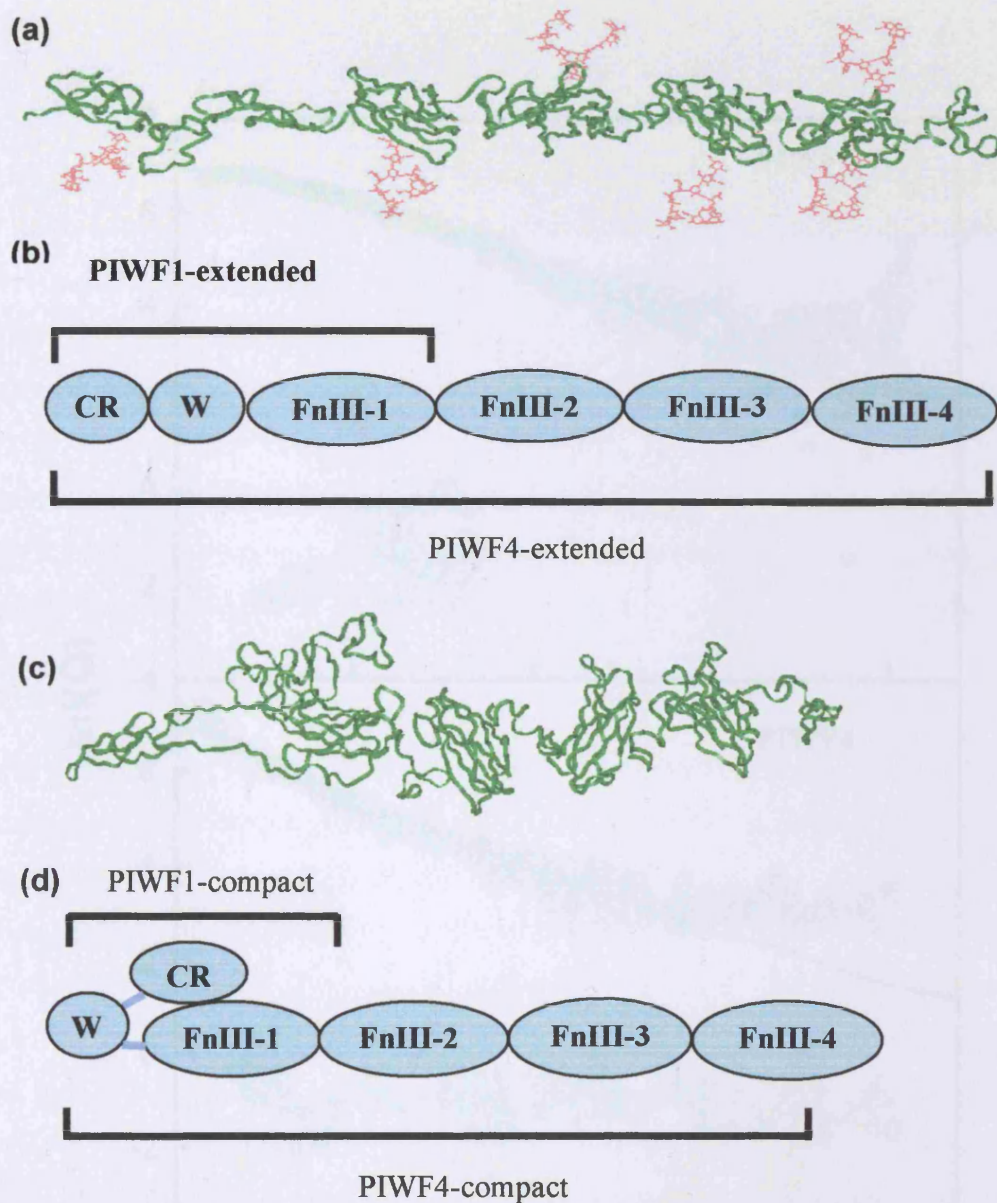 (a)
(b)
PIWF1-extended
CR W FnIII-1 FnIII-2 FnIII-3 FnIII-4
PIWF4-extended
(c)
(d)
PIWF1-compact
CR
W FnIII-1 FnIII-2 FnIII-3 FnIII-4
PIWF4-compact